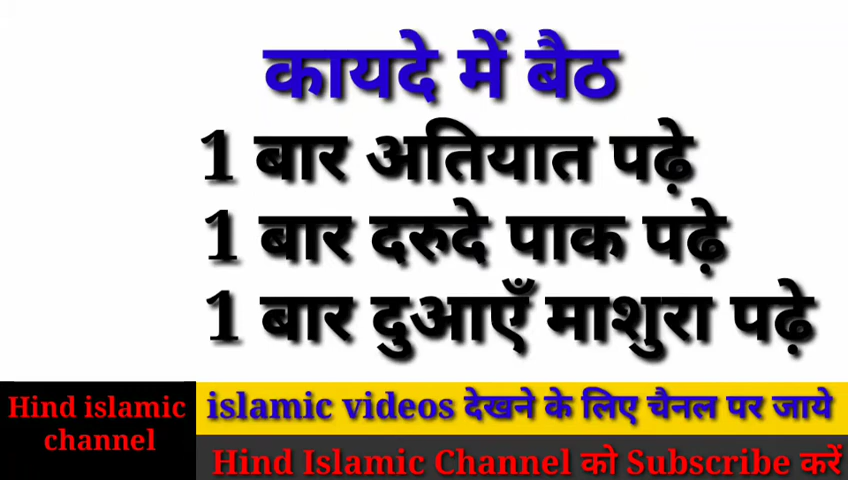 कायदे में बैठ
1 बार अतियात पढ़े
1 बार दरुदे पाक पढ़े
1 बार दुआएँ माशुरा पढ़े
Hind islamic
channel
islamic videos देखने के लिए चैनल पर जाये
Hind Islamic Channel को Subscribe करें